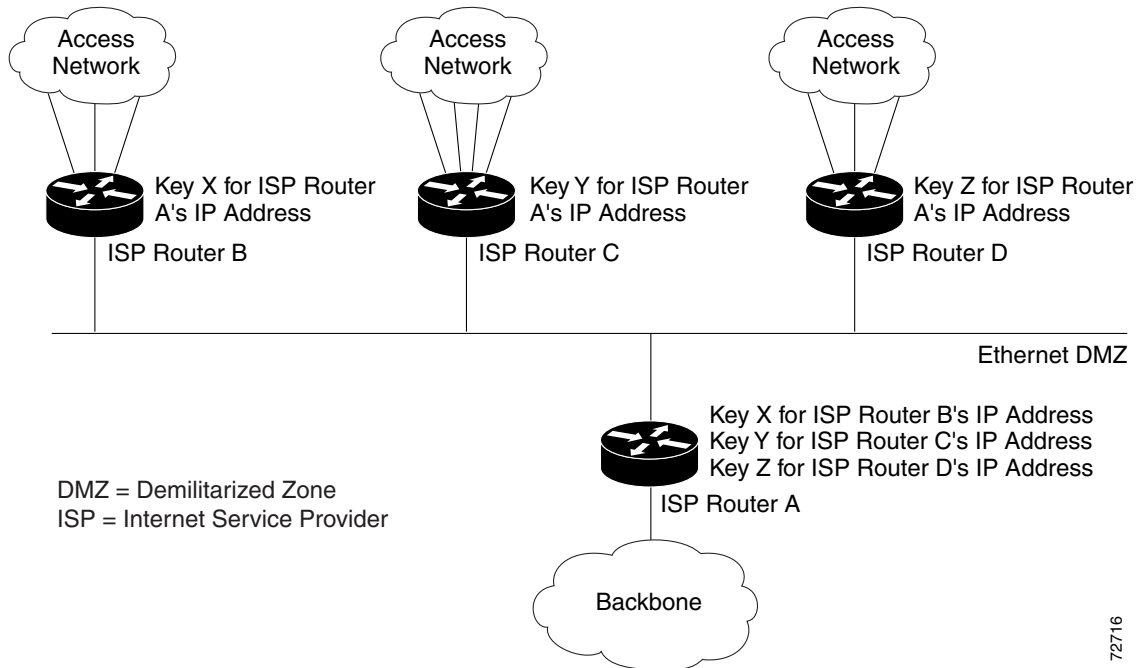 Access
Network
Access
Network
Access
Network
Key X for ISP Router
A's IP Address
ISP Router B
Key Y for ISP Router
A's IP Address
ISP Router C
Key Z for ISP Router
A's IP Address
ISP Router D
Ethernet DMZ
Key X for ISP Router B's IP Address
Key Y for ISP Router C's IP Address
Key Z for ISP Router D's IP Address
ISP Router A
DMZ = Demilitarized Zone
ISP = Internet Service Provider
Backbone
72716